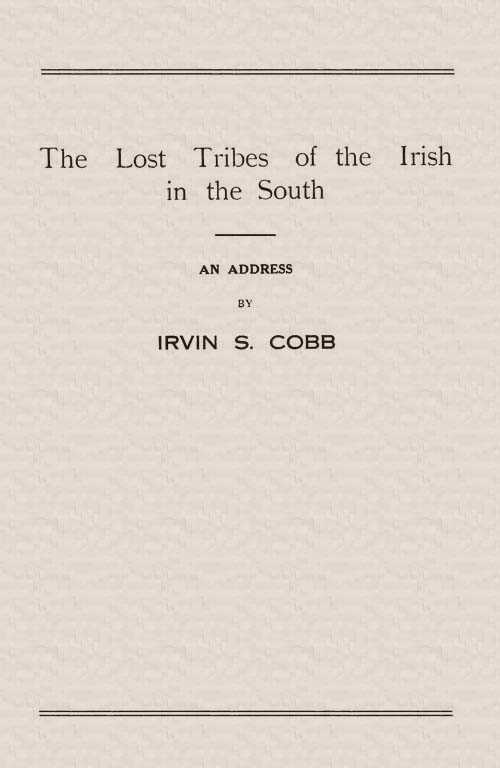 The Lost Tribes of the Irish
in the South
AN ADDRESS
BY
IRVIN S. COBB